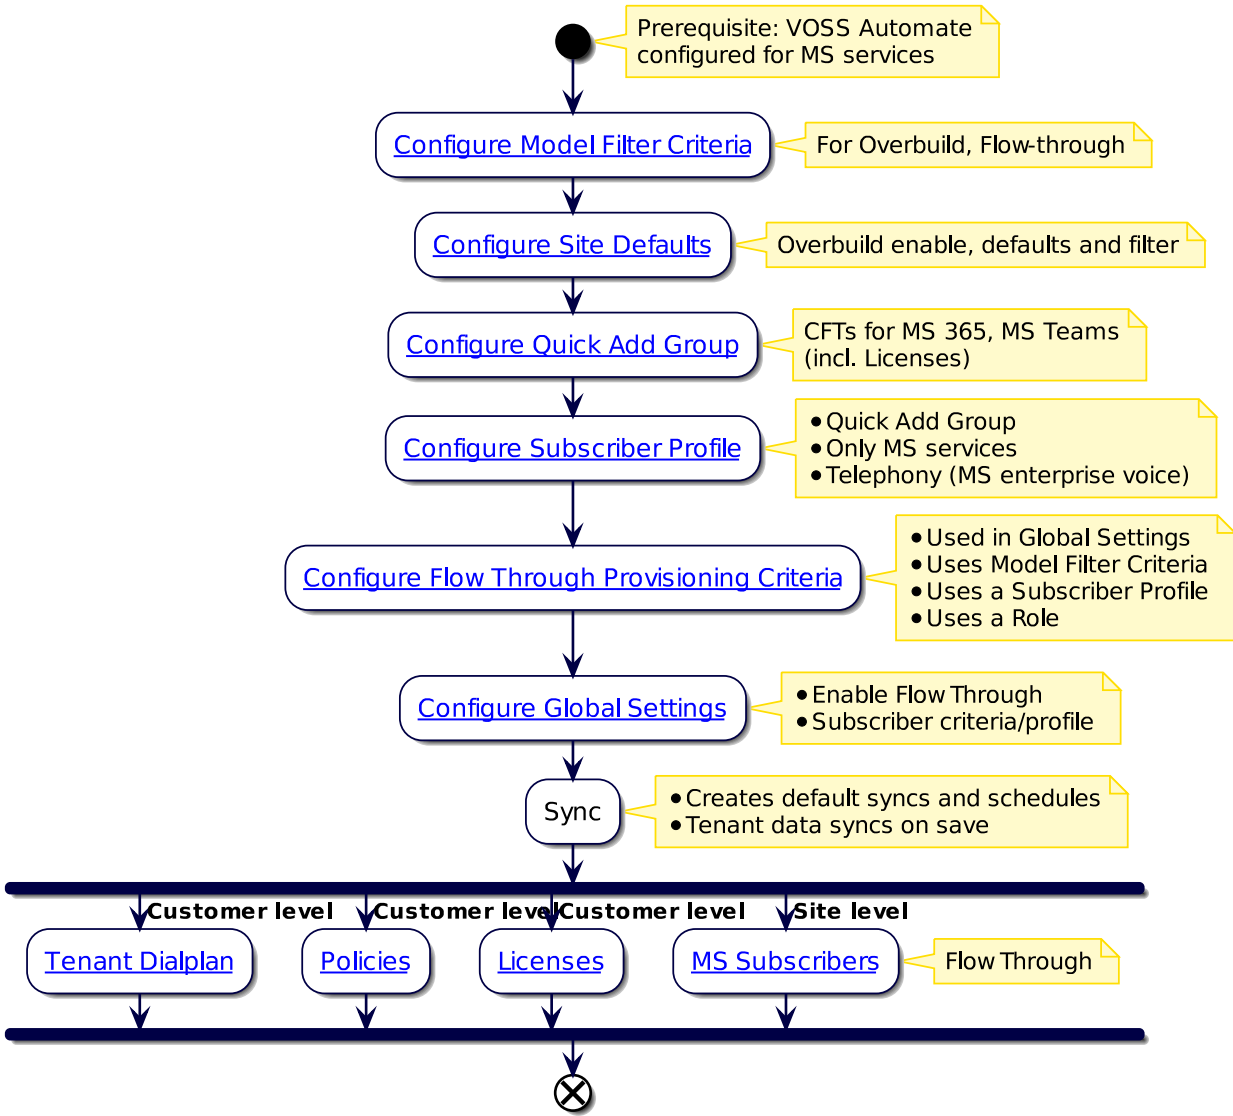 Prerequisite: VOSS Automate
configured for MS services
Configure Model Filter Criteria
For Overbuild, Flow-through
Configure Site Defaults
Overbuild enable, defaults and filter
Configure Quick Add Group
CFTs for MS 365, MS Teams
(incl. Licenses)
Configure Subscriber Profile
• Quick Add Group
• Only MS services
• Telephony (MS enterprise voice)
Configure Flow Through Provisioning Criteria
• Used in Global Settings
• Uses Model Filter Criteria
• Uses a Subscriber Profile
• Uses a Role
Configure Global Settings
• Enable Flow Through
• Subscriber criteria/profile
Sync
• Creates default syncs and schedules
• Tenant data syncs on save
Customer level
Customer level
Customer level
Site level
Tenant Dialplan
Policies
Licenses
MS Subscribers
Flow Through